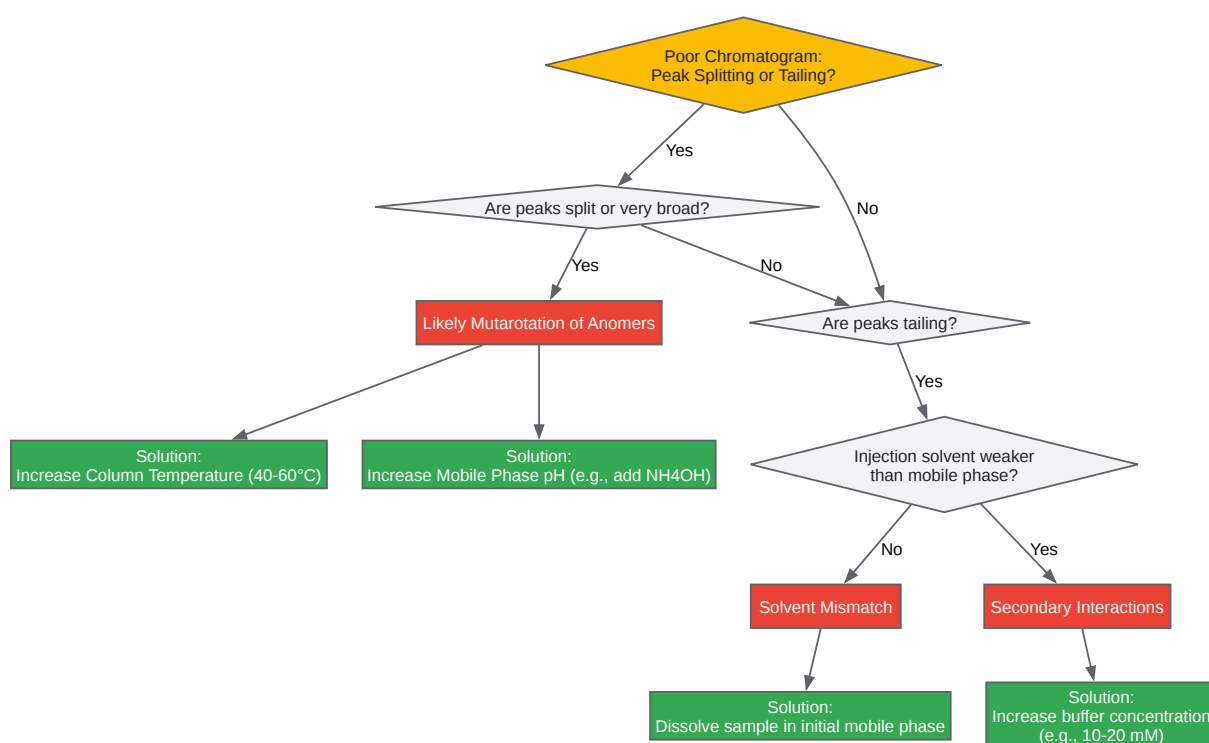 Poor Chromatogram:
Peak Splitting or Tailing?
Yes
No
Are peaks split or very broad?
Yes
No
Likely Mutarotation of Anomers
Are peaks tailing?
Yes
Solution:
Increase Column Temperature (40-60°C)
Solution:
Increase Mobile Phase pH (e.g., add NH4OH)
Injection solvent weaker
than mobile phase?
No
Yes
Solvent Mismatch
Secondary Interactions
Solution:
Dissolve sample in initial mobile phase
Solution:
Increase buffer concentration
(e.g., 10-20 mM)